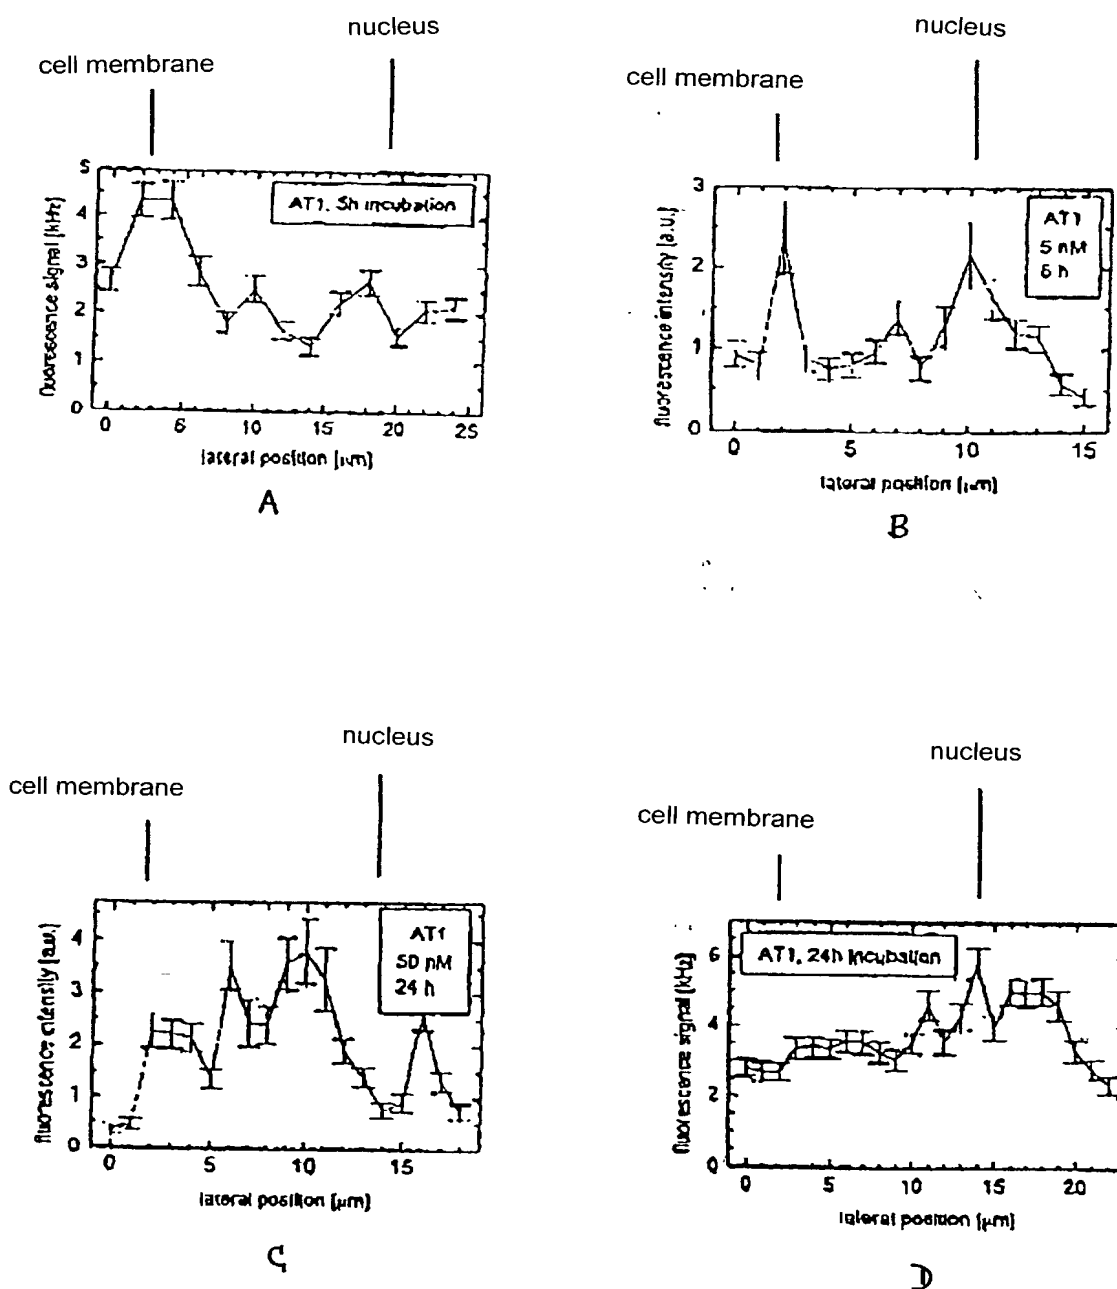 nucleus
cell membrane
5
4
3
2
1
0
fluorescence signal [kHz]
AT1, 5h incubation
0 5 10 15 20 25
lateral position [μm]
A
nucleus
cell membrane
3
2
1
0
fluorescence intensity [a.u.]
AT1
5 nM
6 h
0 5 10 15
lateral position [μm]
B
nucleus
cell membrane
4
3
2
1
0
fluorescence intensity [a.u.]
AT1
50 nM
24 h
0 5 10 15
lateral position [μm]
C
nucleus
cell membrane
6
4
2
0
fluorescence signal [kHz]
AT1, 24h incubation
0 5 10 15 20
lateral position [μm]
D